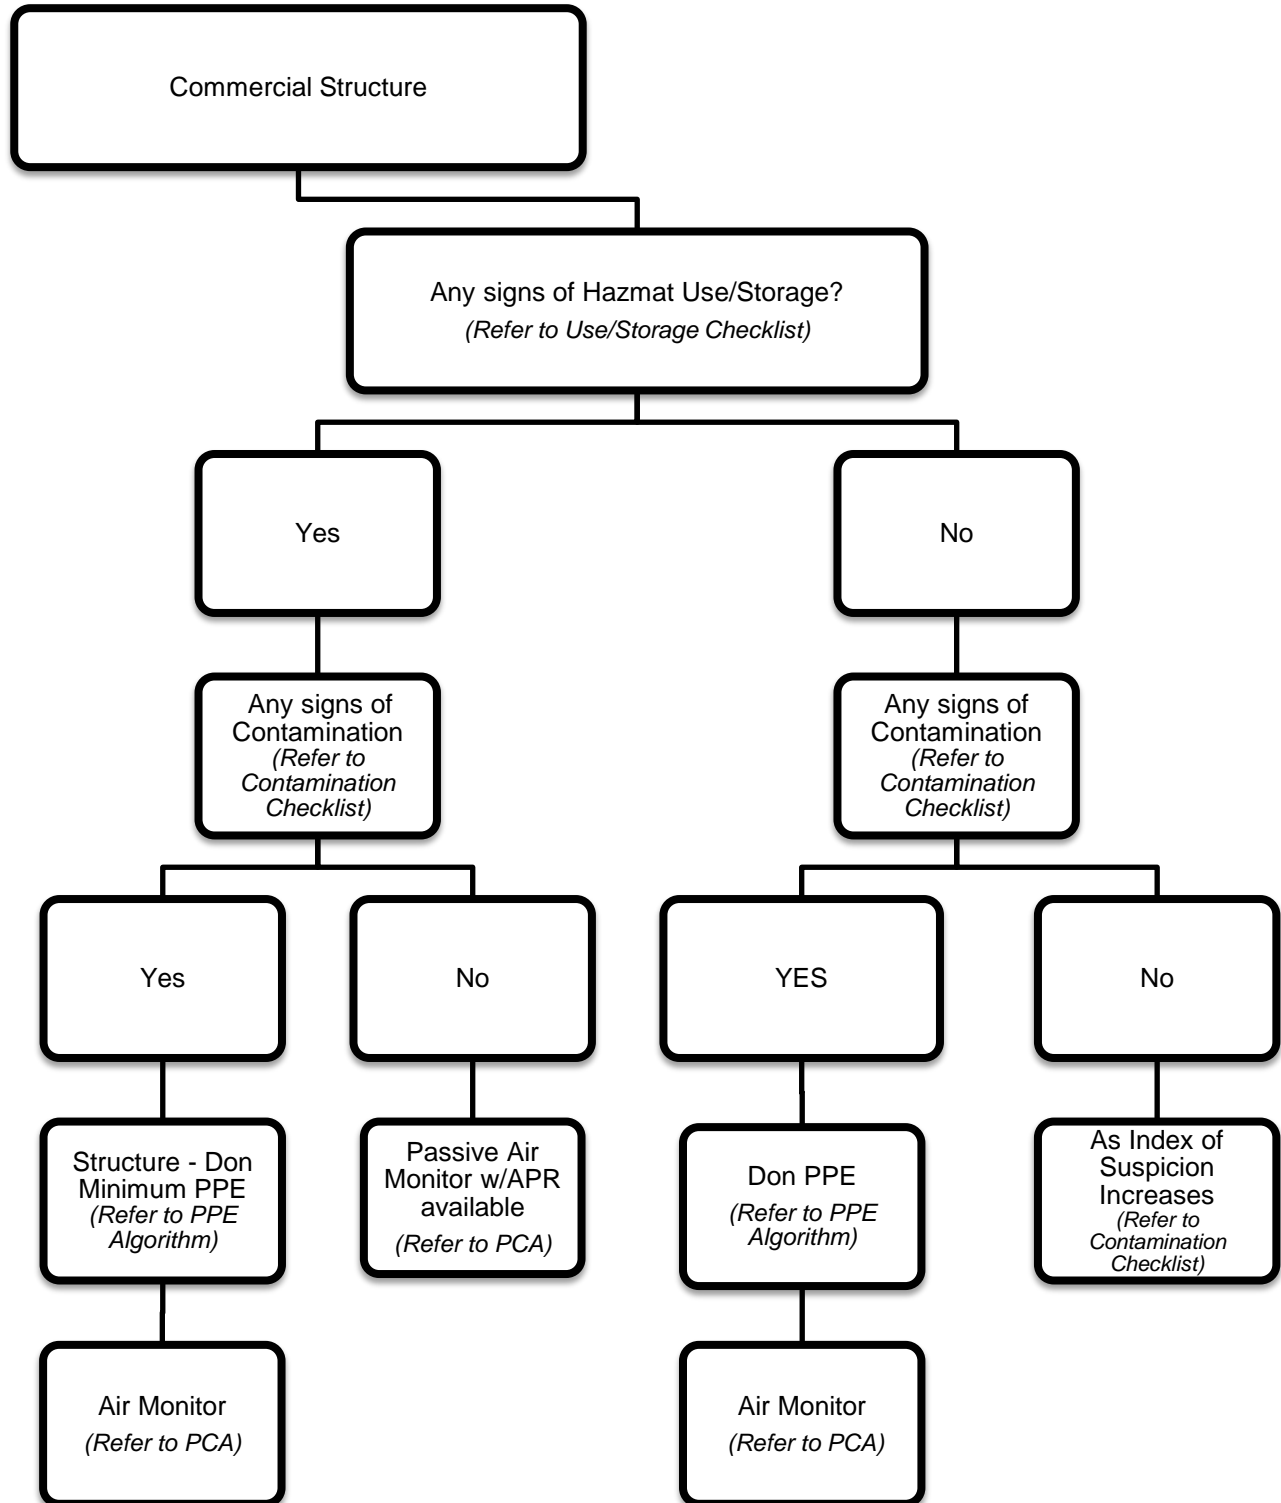 Commercial Structure
Any signs of Hazmat Use/Storage?
(Refer to Use/Storage Checklist)
Yes
No
Any signs of
Contamination
(Refer to
Contamination
Checklist)
Any signs of
Contamination
(Refer to
Contamination
Checklist)
Yes
No
YES
No
Structure - Don
Minimum PPE
(Refer to PPE
Algorithm)
Passive Air
Monitor w/APR
available
(Refer to PCA)
Don PPE
(Refer to PPE
Algorithm)
As Index of
Suspicion
Increases
(Refer to
Contamination
Checklist)
Air Monitor
(Refer to PCA)
Air Monitor
(Refer to PCA)